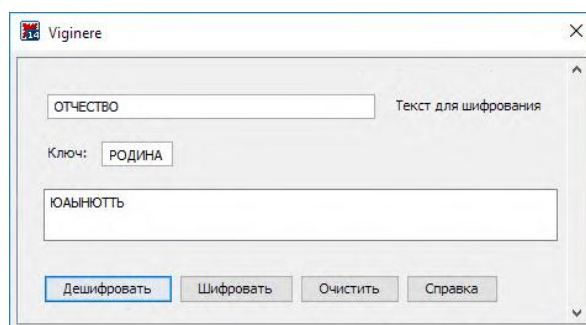 Viginere
ОТЧЕСТВО Текст для шифрования
Ключ: РОДИНА
ЮАЫНЮТТЬ
Дешифровать Шифровать Очистить Справка